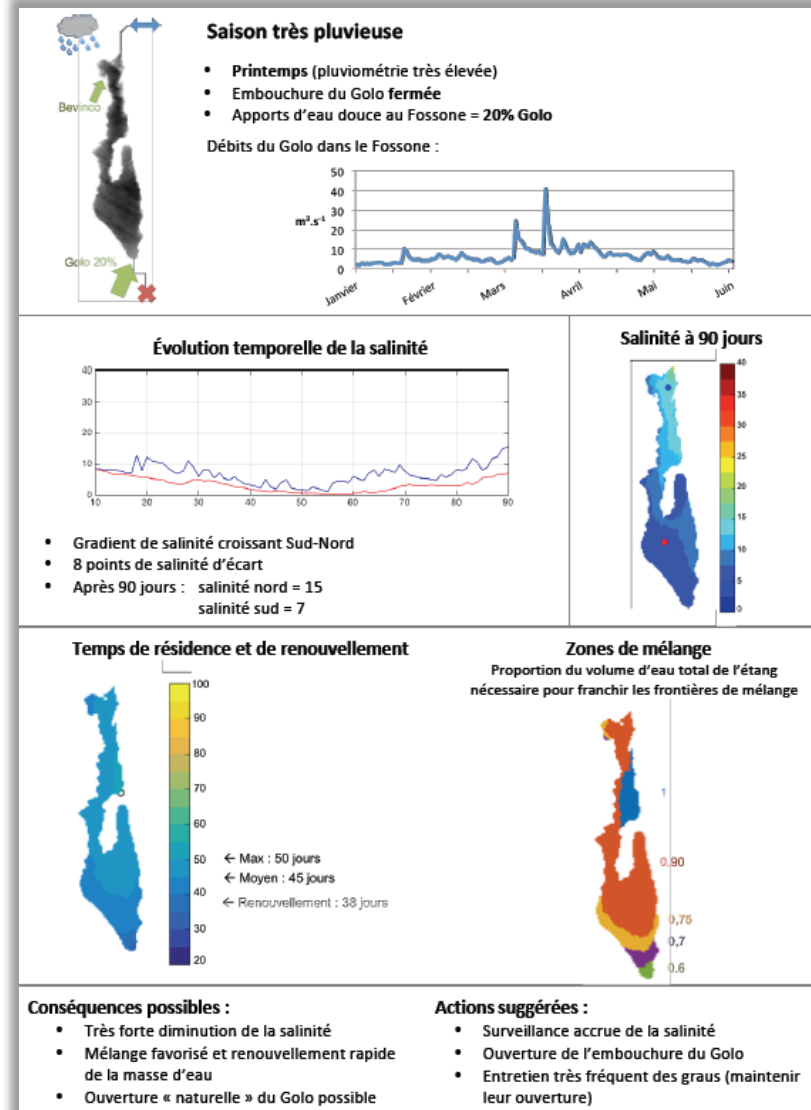 Saison très pluvieuse
• Printemps (pluviométrie très élevée)
• Embouchure du Golo fermée
• Apports d'eau douce au Fossone = 20% Golo
Débits du Golo dans le Fossone :
Bevinco
Golo 20%
m³.s⁻¹
50
40
30
20
10
0
Janvier
Février
Mars
Avril
Mai
Juin
Évolution temporelle de la salinité
40
30
20
10
0
10 20 30 40 50 60 70 80 90
• Gradient de salinité croissant Sud-Nord
• 8 points de salinité d'écart
• Après 90 jours : salinité nord = 15
salinité sud = 7
Salinité à 90 jours
40
35
30
25
20
15
10
5
0
Temps de résidence et de renouvellement
100
90
80
70
60
50
40
30
20
← Max : 50 jours
← Moyen : 45 jours
← Renouvellement : 38 jours
Zones de mélange
Proportion du volume d'eau total de l'étang
nécessaire pour franchir les frontières de mélange
1
0,90
0,75
0,7
0.6
Conséquences possibles :
• Très forte diminution de la salinité
• Mélange favorisé et renouvellement rapide
de la masse d'eau
• Ouverture « naturelle » du Golo possible
Actions suggérées :
• Surveillance accrue de la salinité
• Ouverture de l'embouchure du Golo
• Entretien très fréquent des graus (maintenir
leur ouverture)